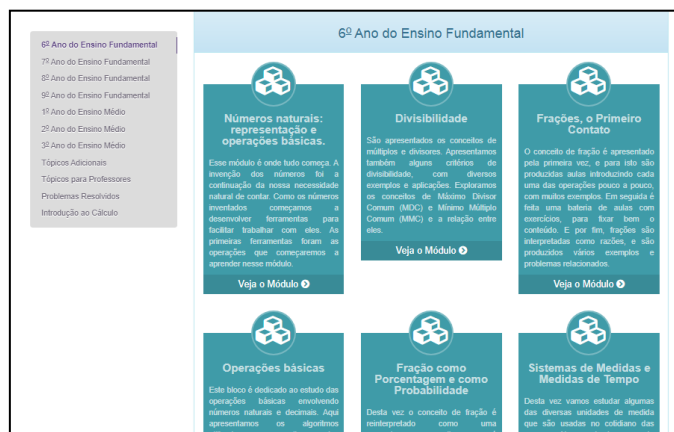 6º Ano do Ensino Fundamental
7º Ano do Ensino Fundamental
8º Ano do Ensino Fundamental
9º Ano do Ensino Fundamental
1º Ano do Ensino Médio
2º Ano do Ensino Médio
3º Ano do Ensino Médio
Tópicos Adicionais
Tópicos para Professores
Problemas Resolvidos
Introdução ao Cálculo
6º Ano do Ensino Fundamental
Números naturais:
representação e
operações básicas.
Esse módulo é onde tudo começa. A
invenção dos números foi a
continuação da nossa necessidade
natural de contar. Como os números
inventados começamos a
desenvolver ferramentas para
facilitar trabalhar com eles. As
primeiras ferramentas foram as
operações que começaremos a
aprender nesse módulo.
Veja o Módulo
Divisibilidade
São apresentados os conceitos de
múltiplos e divisores. Apresentamos
também alguns critérios de
divisibilidade, com diversos
exemplos e aplicações. Exploramos
os conceitos de Máximo Divisor
Comum (MDC) e Mínimo Múltiplo
Comum (MMC) e a relação entre
eles.
Veja o Módulo
Frações, o Primeiro
Contato
O conceito de fração é apresentado
pela primeira vez, e para isto são
produzidas aulas introduzindo cada
uma das operações pouco a pouco,
com muitos exemplos. Em seguida é
feita uma bateria de aulas com
exercícios, para fixar bem o
conteúdo. E por fim, frações são
interpretadas como razões, e são
produzidos vários exemplos e
problemas relacionados.
Veja o Módulo
Operações básicas
Este bloco é dedicado ao estudo das
operações básicas envolvendo
números naturais e decimais. Aqui
apresentamos os algoritmos
Fração como
Porcentagem e como
Probabilidade
Desta vez o conceito de fração é
reinterpretado como uma
Sistemas de Medidas e
Medidas de Tempo
Desta vez vamos estudar algumas
das diversas unidades de medida
que são usadas no cotidiano das